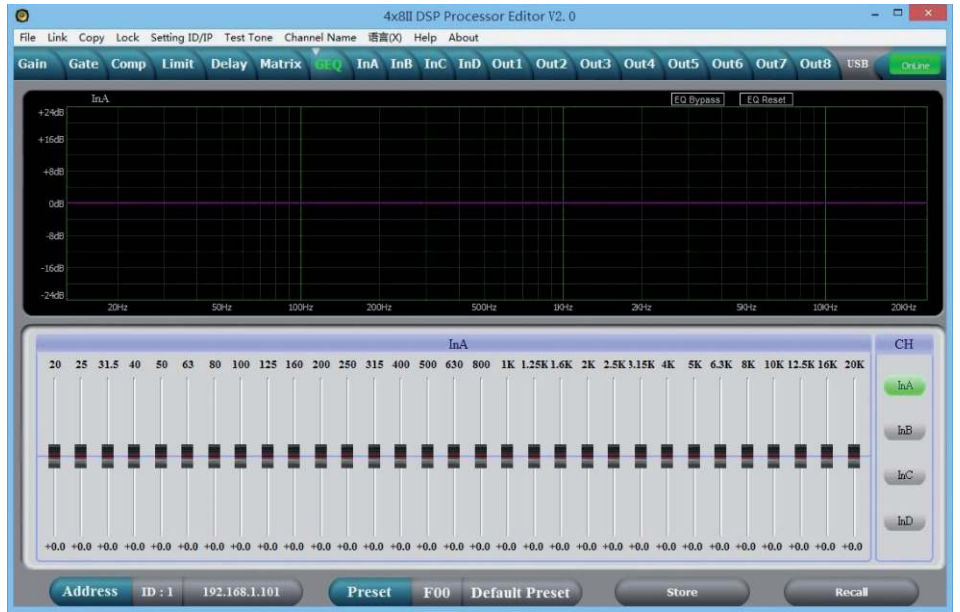 4x8II DSP Processor Editor V2. 0
File Link Copy Lock Setting ID/IP Test Tone Channel Name 语言(X) Help About
Gain Gate Comp Limit Delay Matrix GEQ InA InB InC InD Out1 Out2 Out3 Out4 Out5 Out6 Out7 Out8 USB OnLine
InA EQ Bypass EQ Reset
+24dB
+16dB
+8dB
0dB
-8dB
-16dB
-24dB
20Hz 50Hz 100Hz 200Hz 500Hz 1KHz 2KHz 5KHz 10KHz 20KHz
InA CH
20 25 31.5 40 50 63 80 100 125 160 200 250 315 400 500 630 800 1K 1.25K 1.6K 2K 2.5K 3.15K 4K 5K 6.3K 8K 10K 12.5K 16K 20K
InA
InB
InC
InD
+0.0 +0.0 +0.0 +0.0 +0.0 +0.0 +0.0 +0.0 +0.0 +0.0 +0.0 +0.0 +0.0 +0.0 +0.0 +0.0 +0.0 +0.0 +0.0 +0.0 +0.0 +0.0 +0.0 +0.0 +0.0 +0.0 +0.0 +0.0 +0.0 +0.0 +0.0
Address ID : 1 192.168.1.101 Preset F00 Default Preset Store Recall